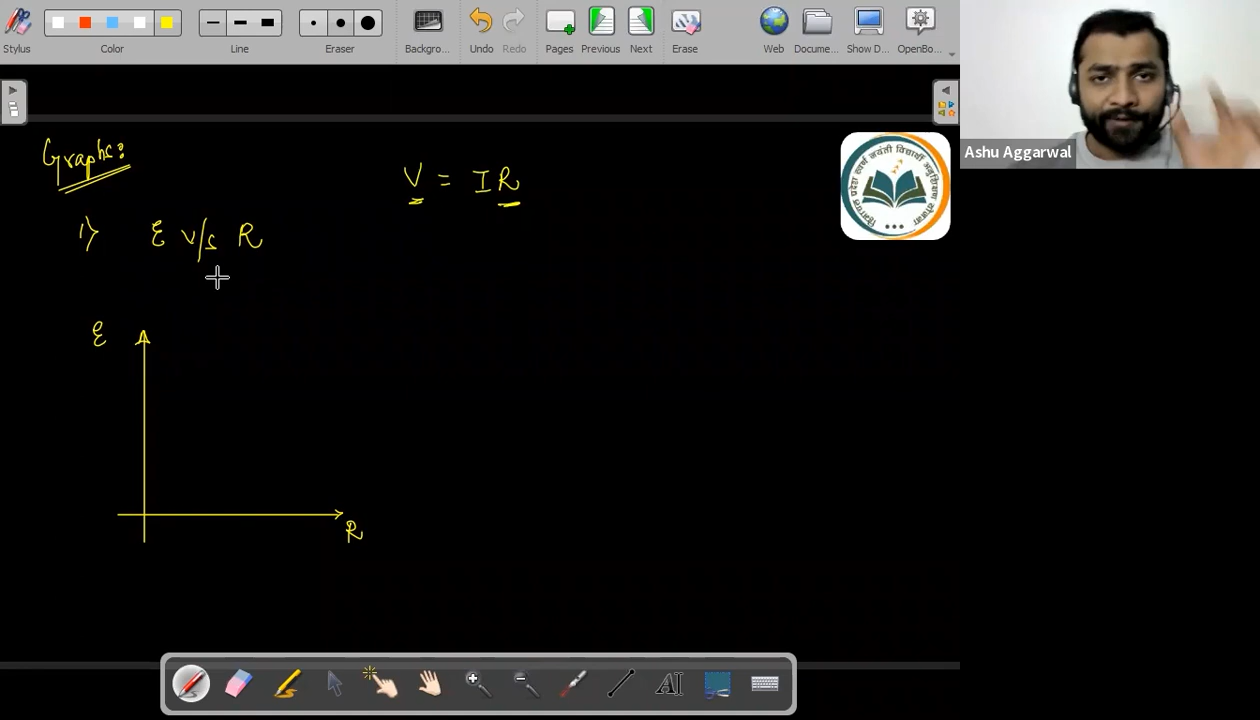 Stylus
Color
Line
Eraser
Backgro...
Undo
Redo
Pages
Previous
Next
Erase
Web
Docume...
Show D...
OpenBo...
Ashu Aggarwal
Graphs:
V = IR
1) ε v/s R
ε
R
AI